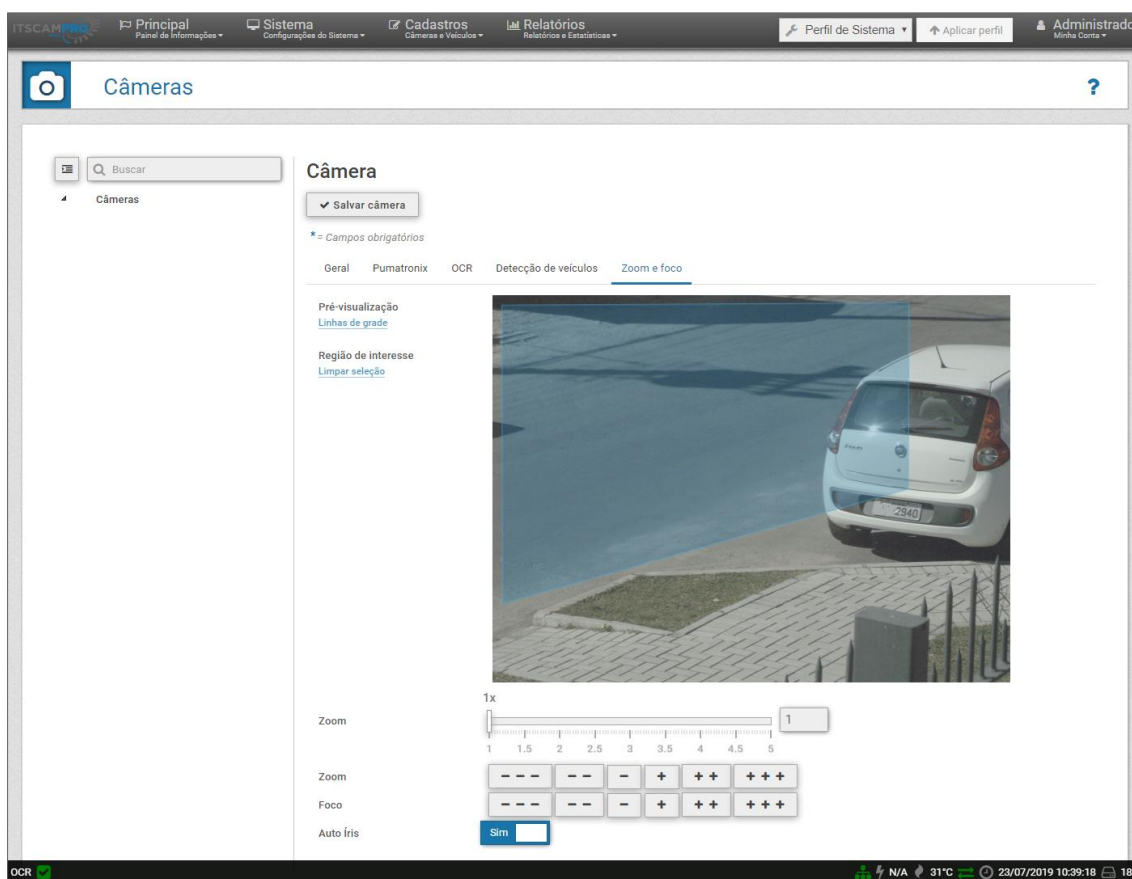 ITSCAMPRO
Principal
Painel de Informações
Sistema
Configurações do Sistema
Cadastros
Câmeras e Veículos
Relatórios
Relatórios e Estatísticas
Perfil de Sistema
Aplicar perfil
Administrado
Minha Conta
Câmeras
?
Buscar
Câmeras
Câmera
Salvar câmera
* = Campos obrigatórios
Geral Pumatronix OCR Detecção de veículos Zoom e foco
Pré-visualização
Linhas de grade
Região de interesse
Limpar seleção
2940
1x
Zoom
1
1 1.5 2 2.5 3 3.5 4 4.5 5
Zoom
- - - - - - + + + + + +
Foco
- - - - - - + + + + + +
Auto Íris
Sim
OCR
N/A 31°C 23/07/2019 10:39:18 18